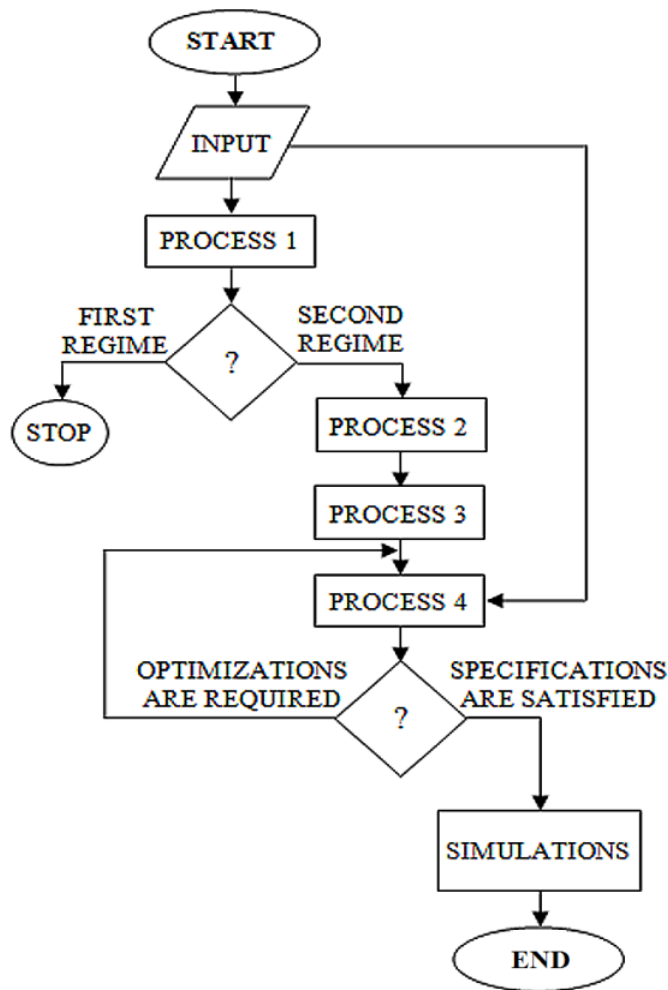 START
INPUT
PROCESS 1
FIRST
REGIME
SECOND
REGIME
?
STOP
PROCESS 2
PROCESS 3
PROCESS 4
OPTIMIZATIONS
ARE REQUIRED
SPECIFICATIONS
ARE SATISFIED
?
SIMULATIONS
END